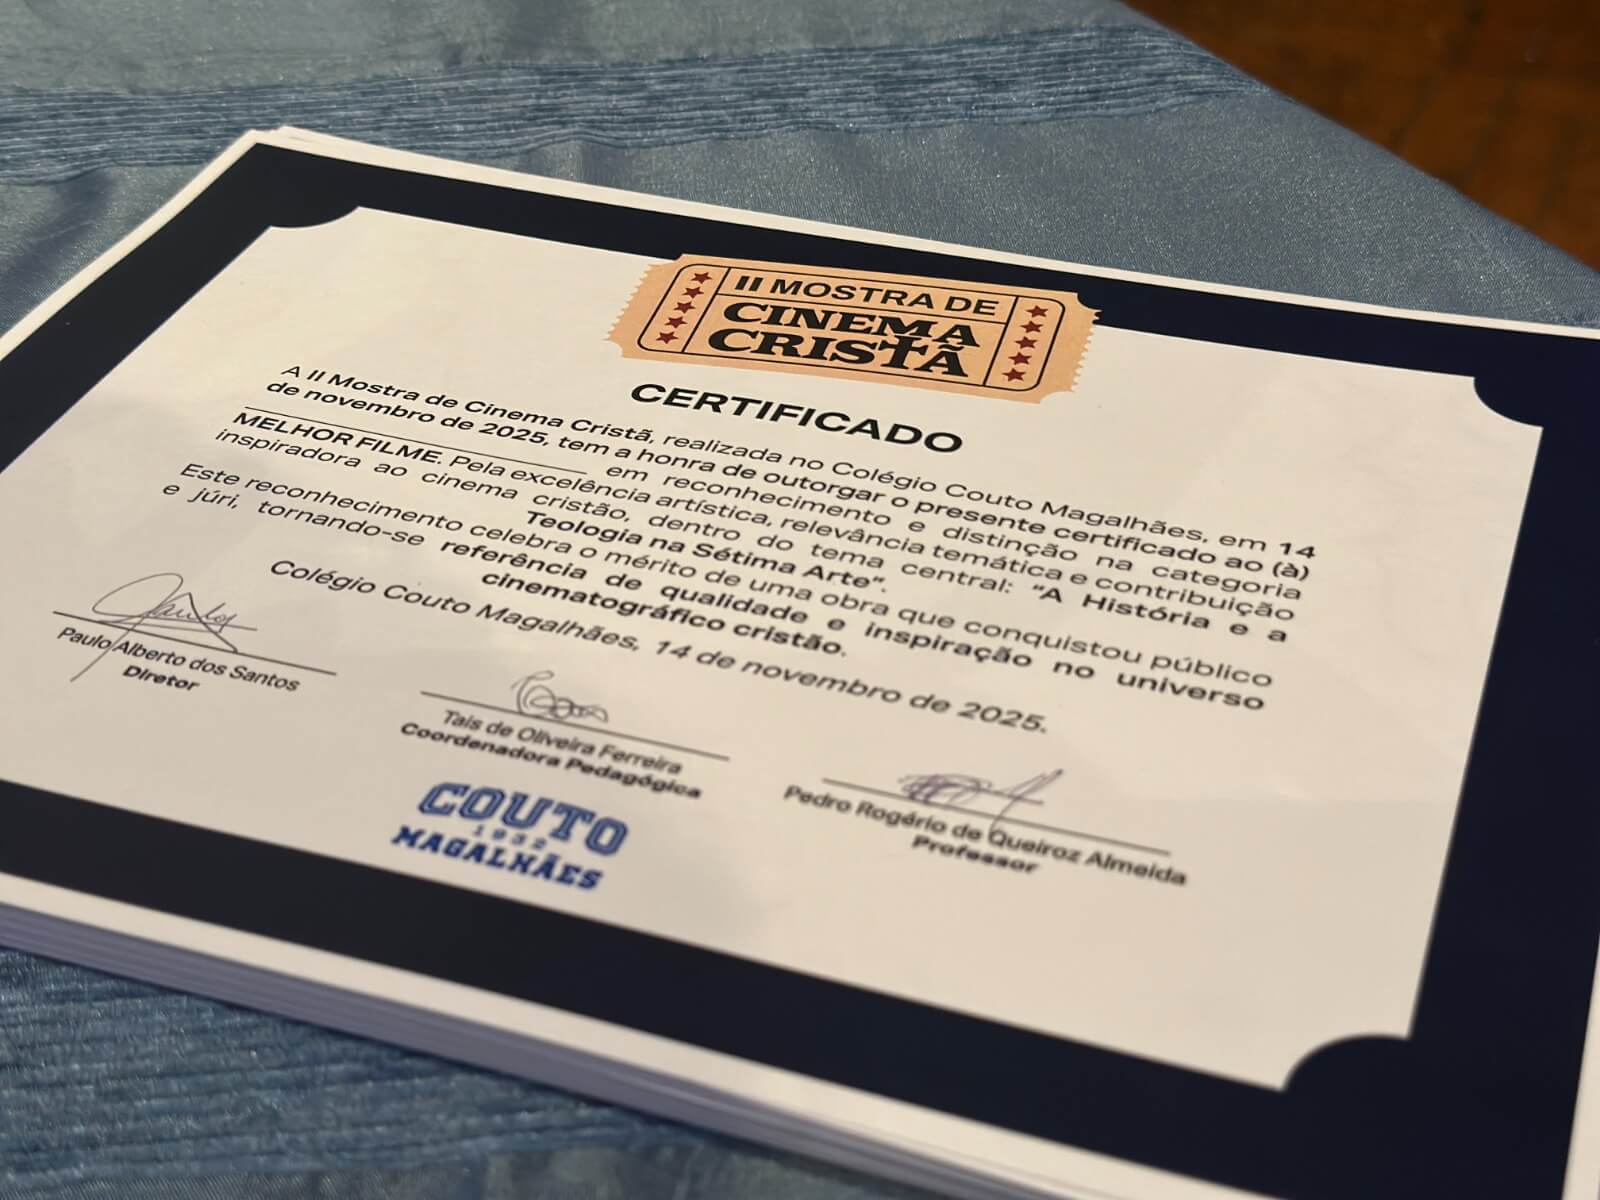 II MOSTRA DE
CINEMA
CRISTÃ
CERTIFICADO
A II Mostra de Cinema Cristã, realizada no Colégio Couto Magalhães, em 14
de novembro de 2025, tem a honra de outorgar o presente certificado ao (à)
em reconhecimento e distinção na categoria
MELHOR FILME. Pela excelência artística, relevância temática e contribuição
inspiradora ao cinema cristão, dentro do tema central: “A História e a
Teologia na Sétima Arte”.
Este reconhecimento celebra o mérito de uma obra que conquistou público
e júri, tornando-se referência de qualidade e inspiração no universo
cinematográfico cristão.
Colégio Couto Magalhães, 14 de novembro de 2025.
Paulo Alberto dos Santos
Diretor
Tais de Oliveira Ferreira
Coordenadora Pedagógica
Pedro Rogério de Queiroz Almeida
Professor
COUTO
1932
MAGALHÃES